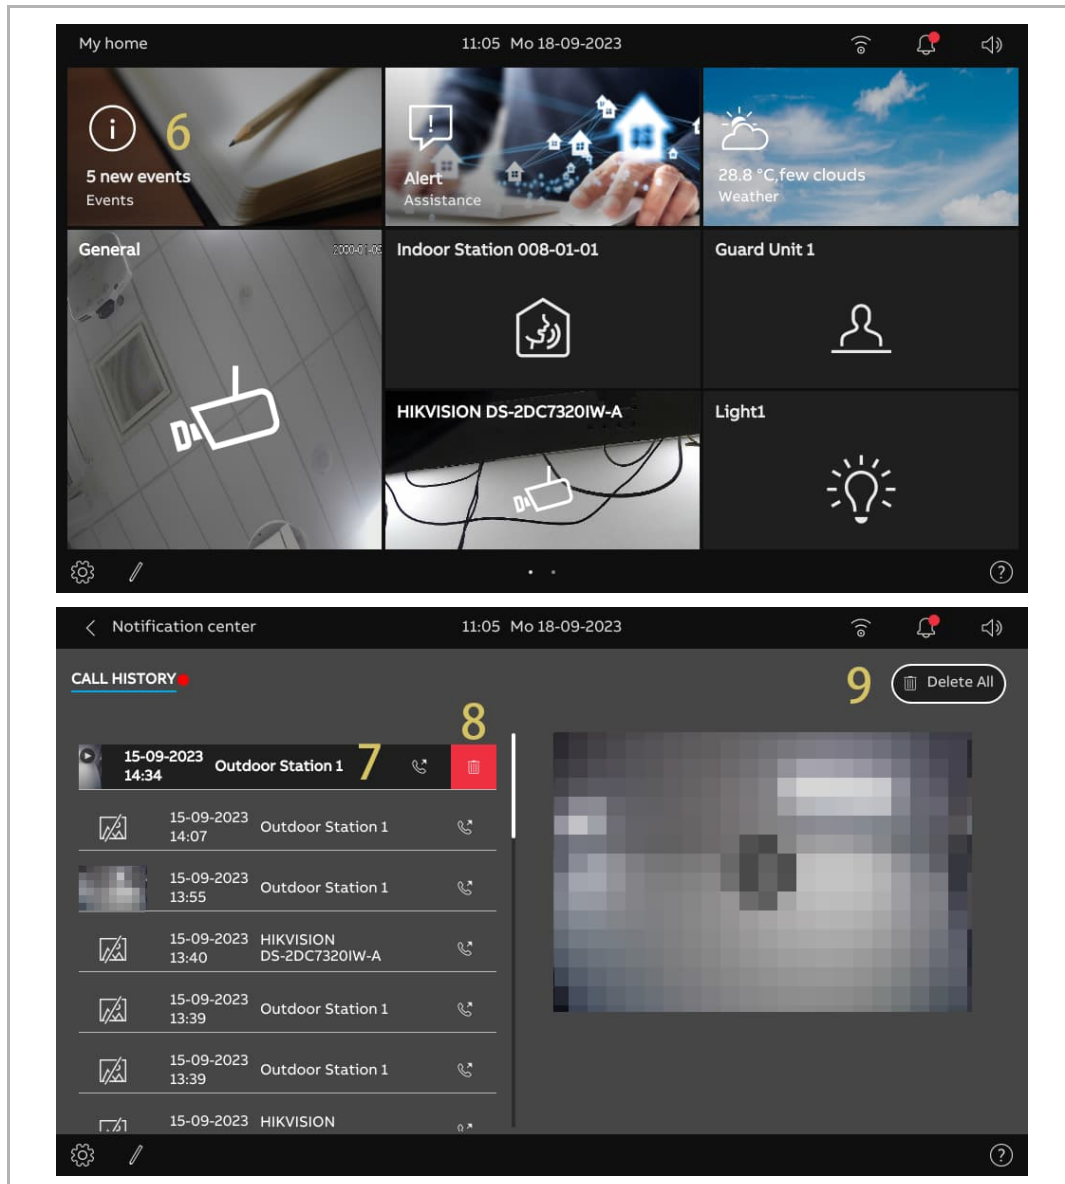 My home 11:05 Mo 18-09-2023
6
5 new events
Events
!
Alert
Assistance
28.8 °C,few clouds
Weather
General
Indoor Station 008-01-01
Guard Unit 1
HIKVISION DS-2DC7320IW-A
Light1
?
Notification center 11:05 Mo 18-09-2023
CALL HISTORY
9 Delete All
8
15-09-2023
14:34
Outdoor Station 1
7
15-09-2023
14:07
Outdoor Station 1
15-09-2023
13:55
Outdoor Station 1
15-09-2023
13:40
HIKVISION
DS-2DC7320IW-A
15-09-2023
13:39
Outdoor Station 1
15-09-2023
13:39
Outdoor Station 1
15-09-2023 HIKVISION
?